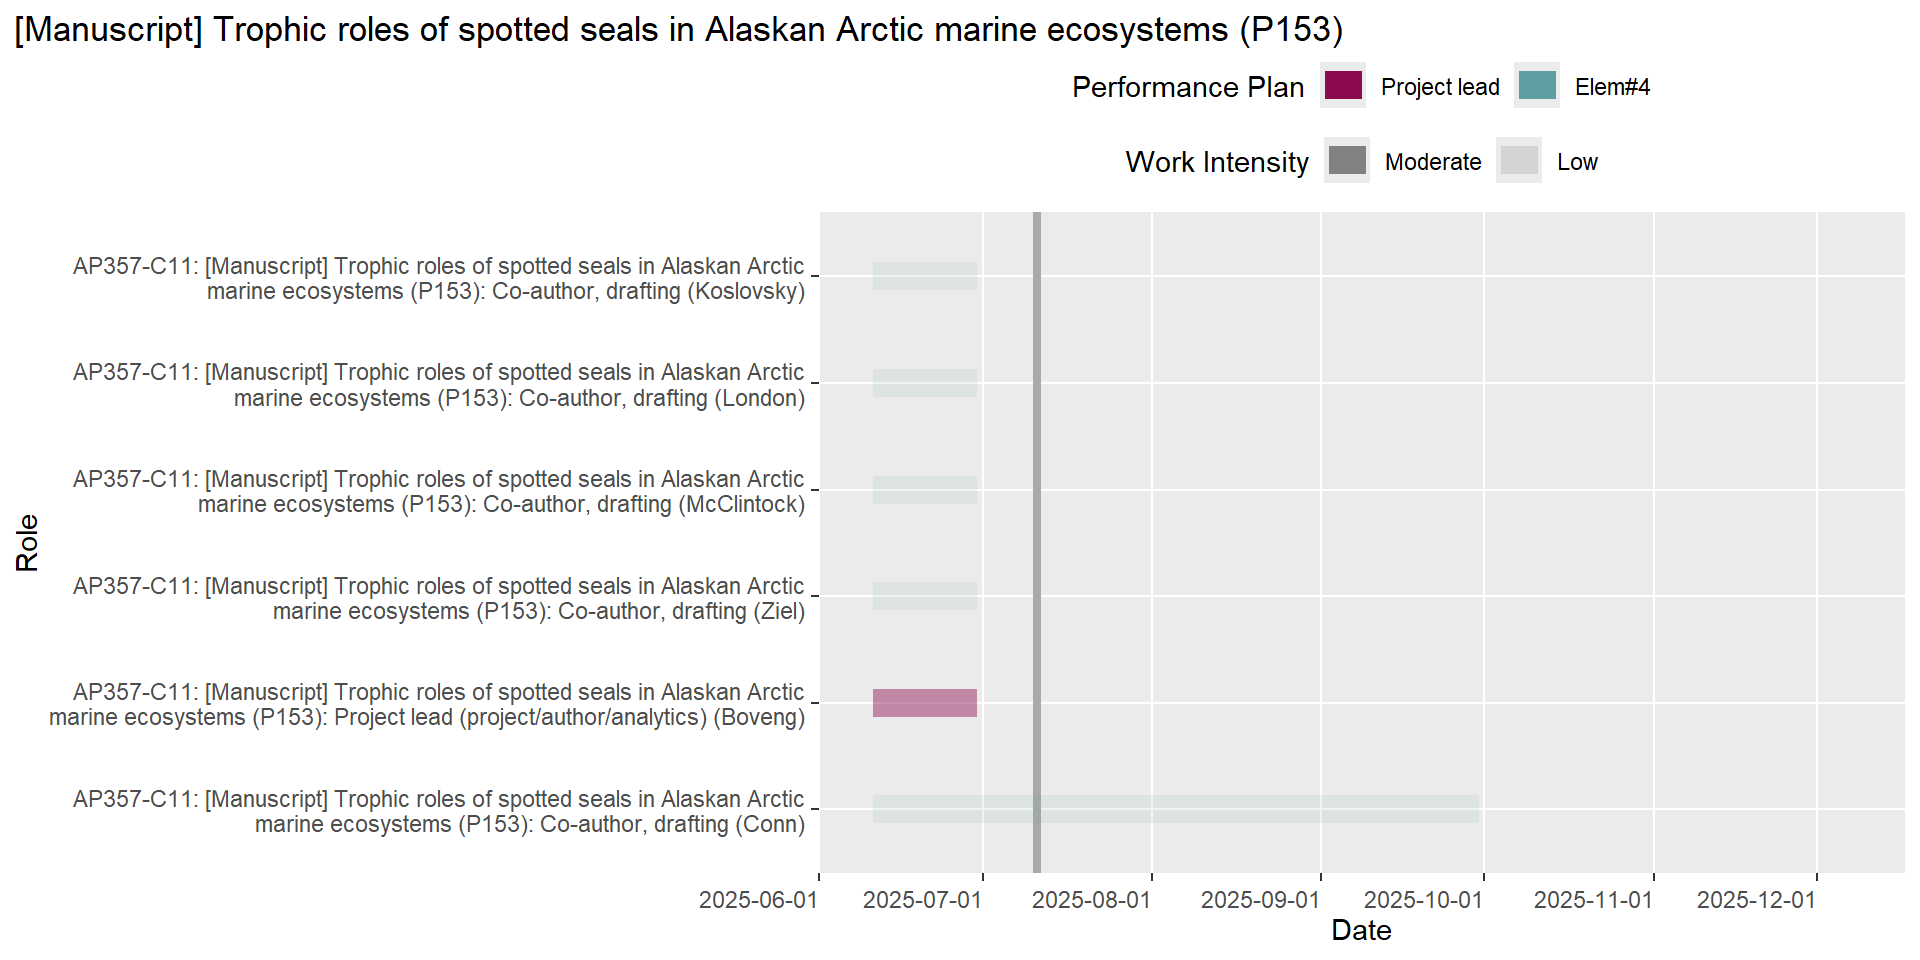 [Manuscript] Trophic roles of spotted seals in Alaskan Arctic marine ecosystems (P153)
Performance Plan Project lead Elem#4
Work Intensity Moderate Low
AP357-C11: [Manuscript] Trophic roles of spotted seals in Alaskan Arctic
marine ecosystems (P153): Co-author, drafting (Koslovsky)
AP357-C11: [Manuscript] Trophic roles of spotted seals in Alaskan Arctic
marine ecosystems (P153): Co-author, drafting (London)
AP357-C11: [Manuscript] Trophic roles of spotted seals in Alaskan Arctic
marine ecosystems (P153): Co-author, drafting (McClintock)
AP357-C11: [Manuscript] Trophic roles of spotted seals in Alaskan Arctic
marine ecosystems (P153): Co-author, drafting (Ziel)
AP357-C11: [Manuscript] Trophic roles of spotted seals in Alaskan Arctic
marine ecosystems (P153): Project lead (project/author/analytics) (Boveng)
AP357-C11: [Manuscript] Trophic roles of spotted seals in Alaskan Arctic
marine ecosystems (P153): Co-author, drafting (Conn)
Role
2025-06-01 2025-07-01 2025-08-01 2025-09-01 2025-10-01 2025-11-01 2025-12-01
Date